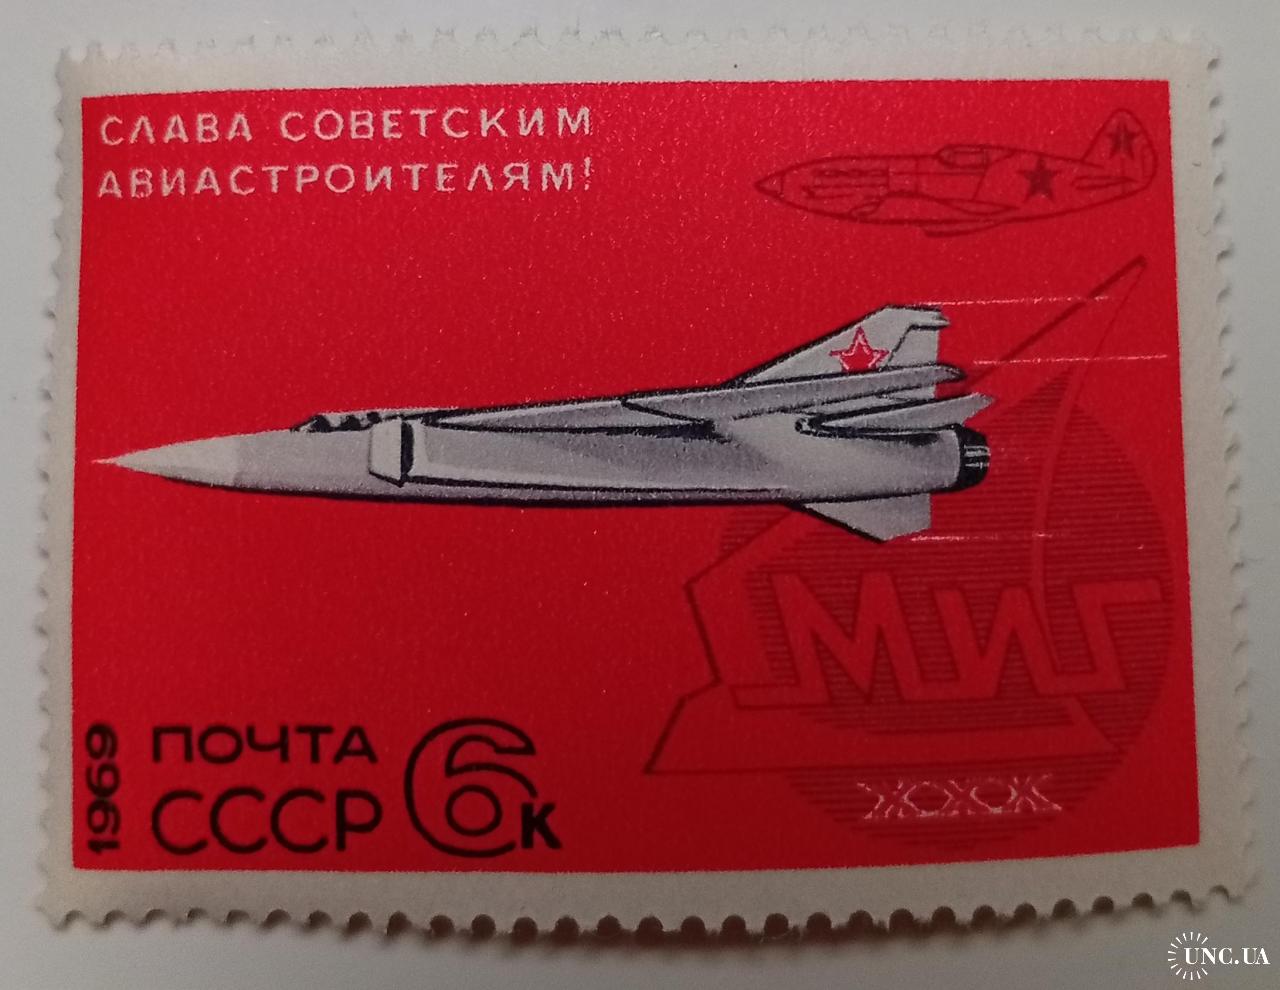 СЛАВА СОВЕТСКИМ
АВИАСТРОИТЕЛЯМ!
МИГ
XXX
1969
ПОЧТА
СССР
6к
UNC.UA